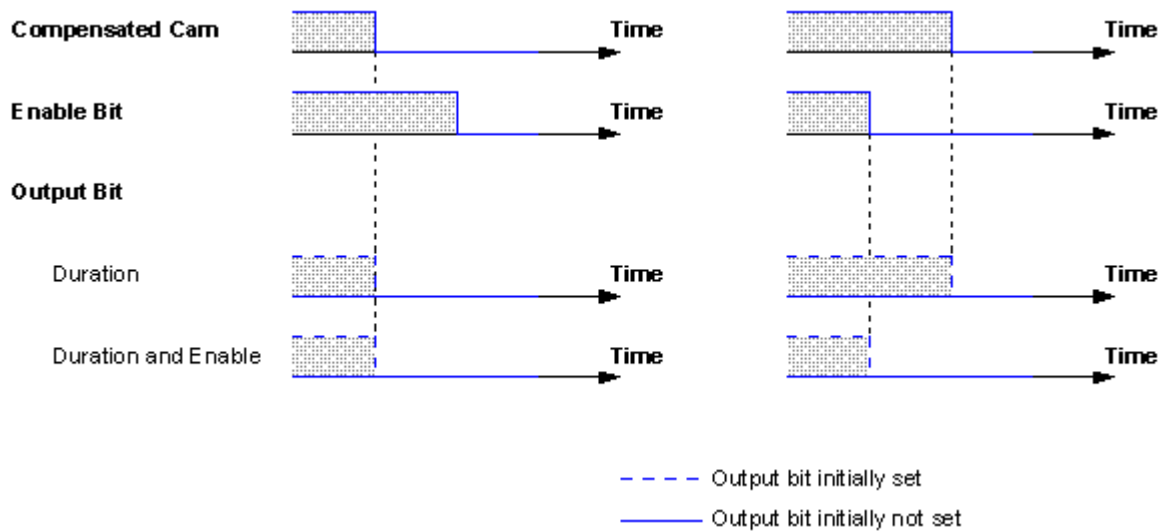 Compensated Cam Time Time
Enable Bit Time Time
Output Bit
Duration Time Time
Duration and Enable Time Time
Output bit initially set
Output bit initially not set